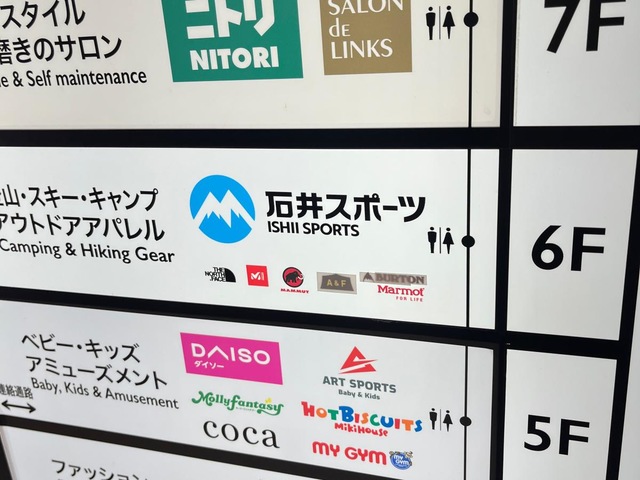 スタイル
磨きのサロン
e & Self maintenance
ニトリ
NITORI
SALON
de
LINKS
7F
山・スキー・キャンプ
アウトドアアパレル
Camping & Hiking Gear
石井スポーツ
ISHII SPORTS
THE
NORTH
FACE
MAMMUT
A&F
BURTON
Marmot
FOR LIFE
6F
ベビー・キッズ
アミューズメント
Baby, Kids & Amusement
連絡通路
DAISO
ダイソー
ART SPORTS
Baby & Kids
Mollyfantasy
HOT BISCUITS
MIKIHOUSE
coca
MY GYM
my gym
5F
ファッション